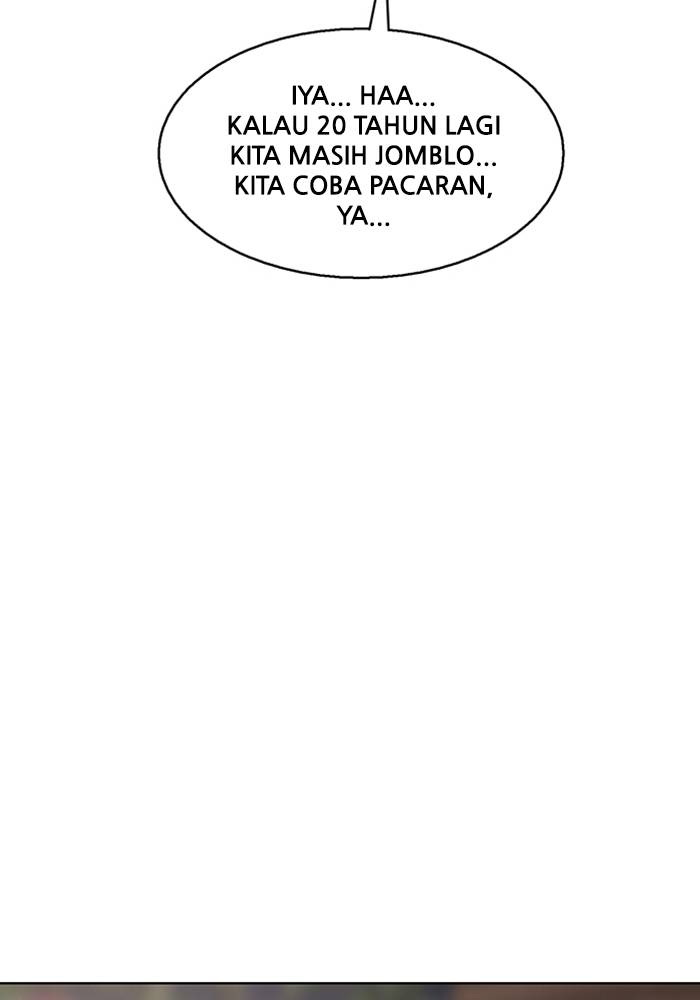 IYA... HAA...
KALAU 20 TAHUN LAGI
KITA MASIH JOMBLO...
KITA COBA PACARAN,
YA...